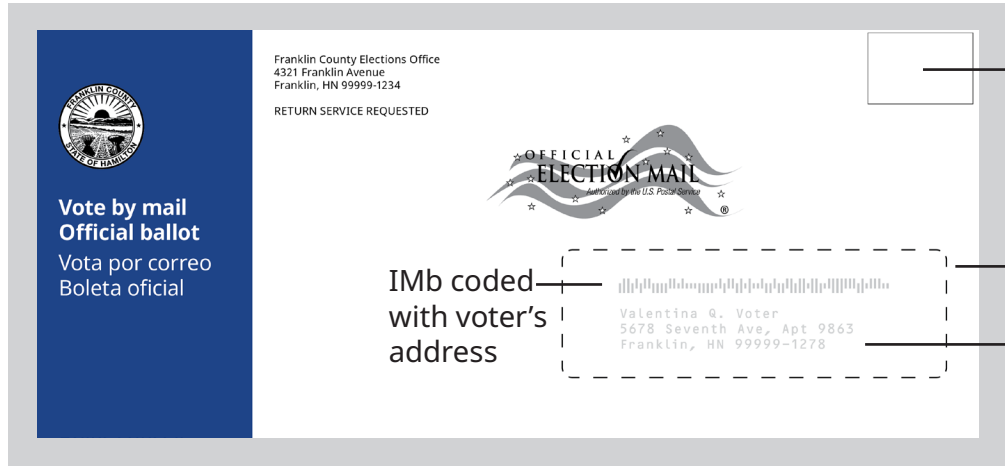 FRANKLIN COUNTY
STATE OF HAMILTON
Vote by mail
Official ballot
Vota por correo
Boleta oficial
Franklin County Elections Office
4321 Franklin Avenue
Franklin, HN 99999-1234
RETURN SERVICE REQUESTED
OFFICIAL
ELECTION MAIL
Authorized by the U.S. Postal Service
®
IMb coded
with voter's
address
Valentina Q. Voter
5678 Seventh Ave, Apt 9863
Franklin, HN 99999-1278